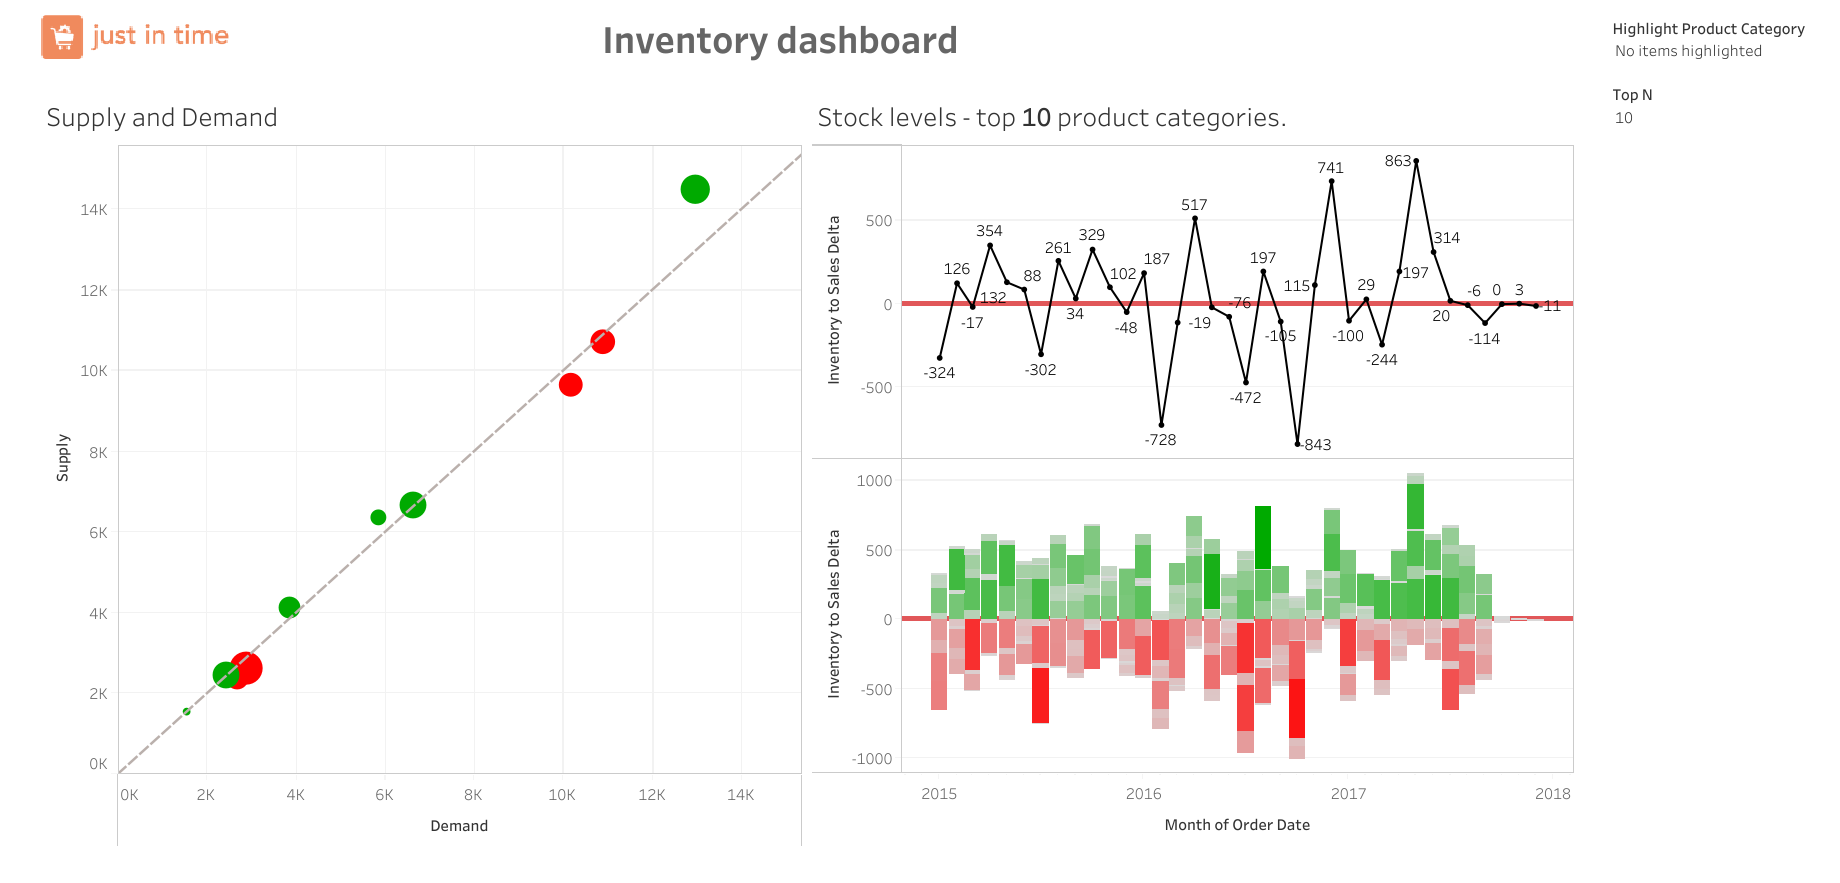 just in time
Inventory dashboard
Highlight Product Category
No items highlighted
Top N
10
Supply and Demand
Stock levels - top 10 product categories.
Supply
14K
12K
10K
8K
6K
4K
2K
0K
0K 2K 4K 6K 8K 10K 12K 14K
Demand
Inventory to Sales Delta
500
0
-500
-324
126
-17
354
132
88
-302
261
34
329
102
-48
187
-728
517
-19
-76
-472
197
-105
-843
115
741
-100
29
-244
197
863
314
20
-6
-114
0
3
-11
Inventory to Sales Delta
1000
500
0
-500
-1000
2015 2016 2017 2018
Month of Order Date